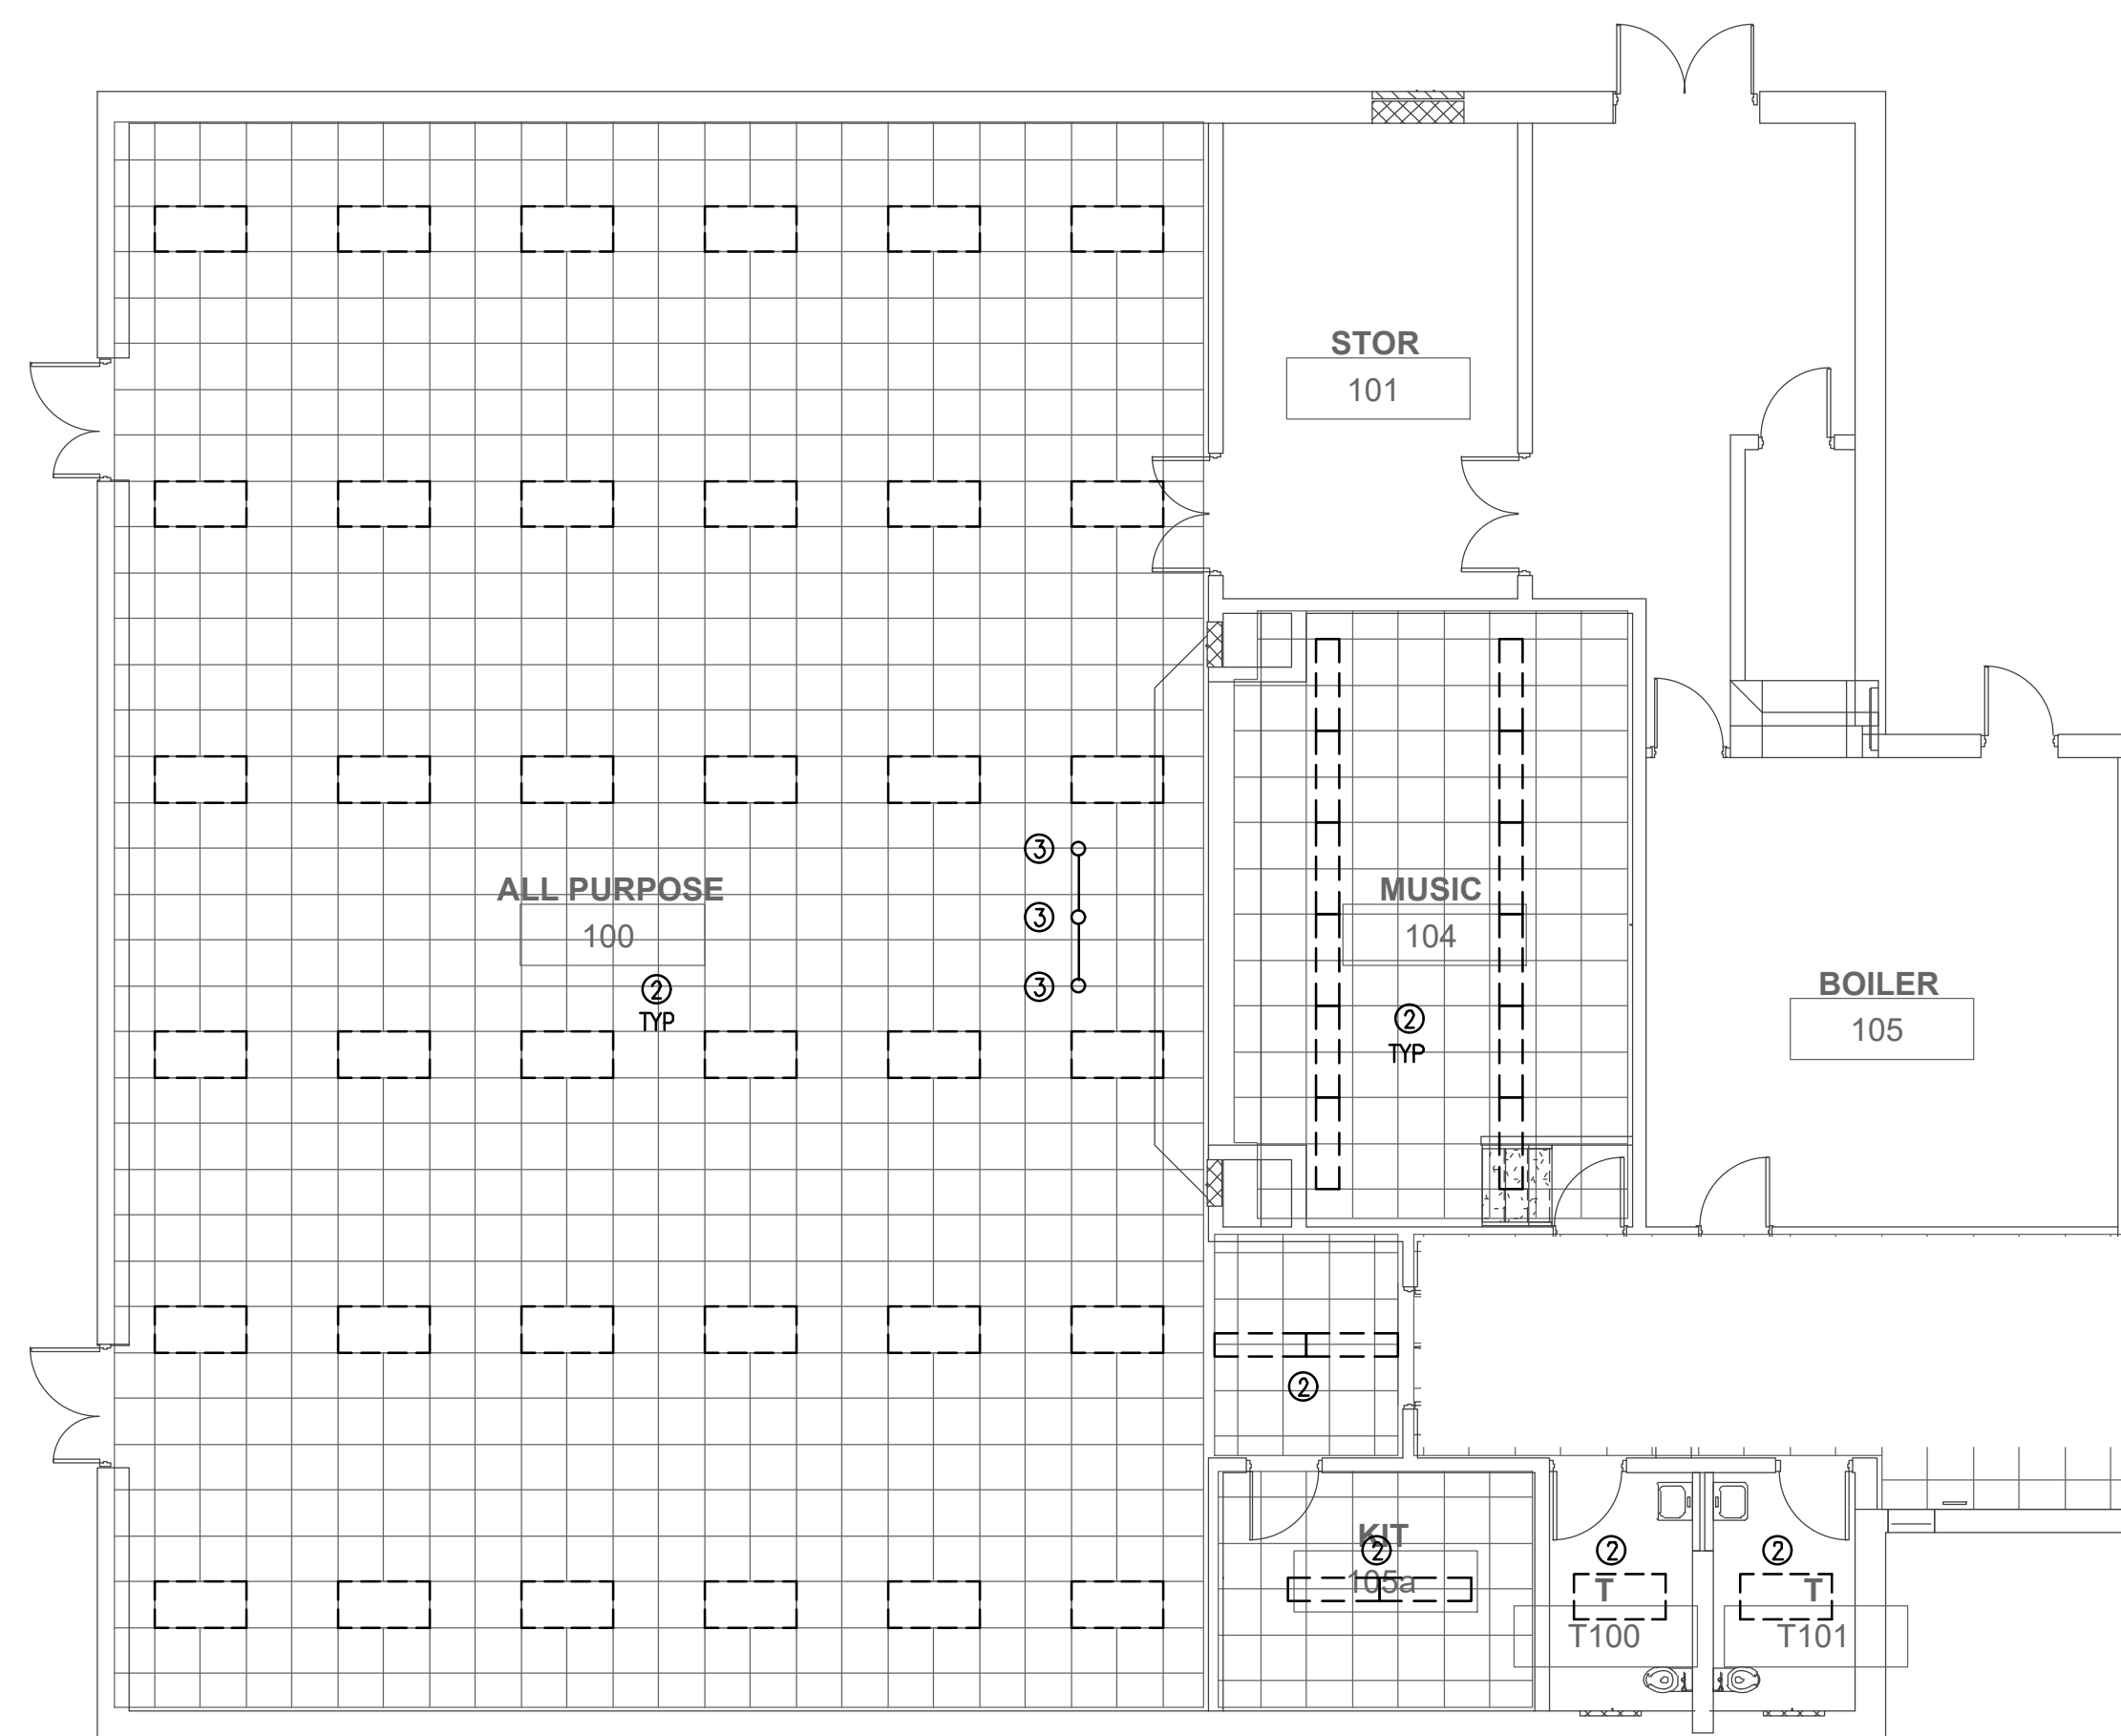 STOR
101
ALL PURPOSE
100
2
TYP
3
3
3
MUSIC
104
2
TYP
BOILER
105
2
KIT
2
105a
2
T
T100
2
T
T101